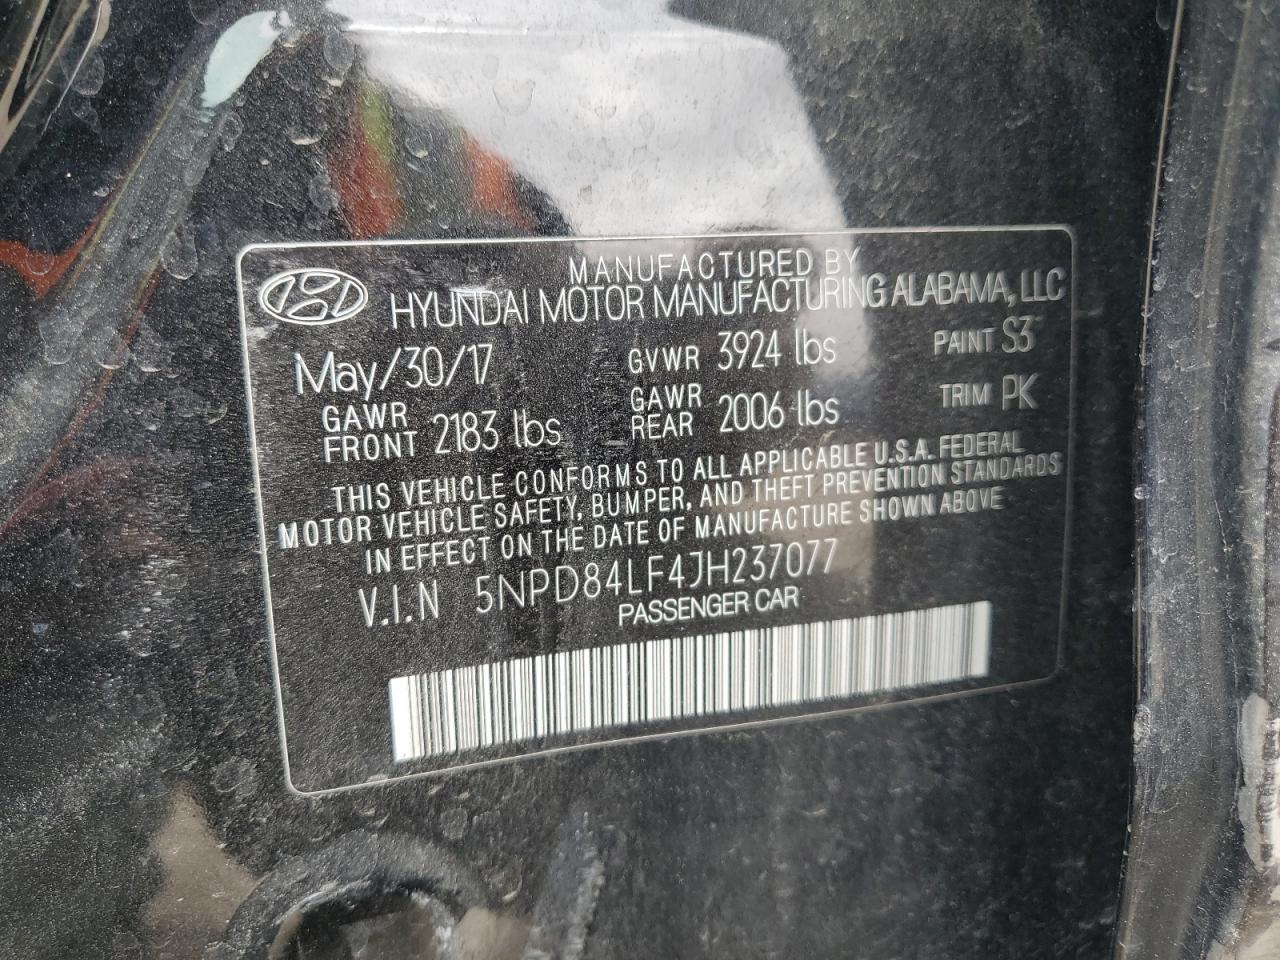 MANUFACTURED BY
HYUNDAI MOTOR MANUFACTURING ALABAMA, LLC
May/30/17 GVWR 3924 lbs PAINT S3
GAWR FRONT 2183 lbs GAWR REAR 2006 lbs TRIM PK
THIS VEHICLE CONFORMS TO ALL APPLICABLE U.S.A. FEDERAL
MOTOR VEHICLE SAFETY, BUMPER, AND THEFT PREVENTION STANDARDS
IN EFFECT ON THE DATE OF MANUFACTURE SHOWN ABOVE
V.I.N 5NPD84LF4JH237077
PASSENGER CAR